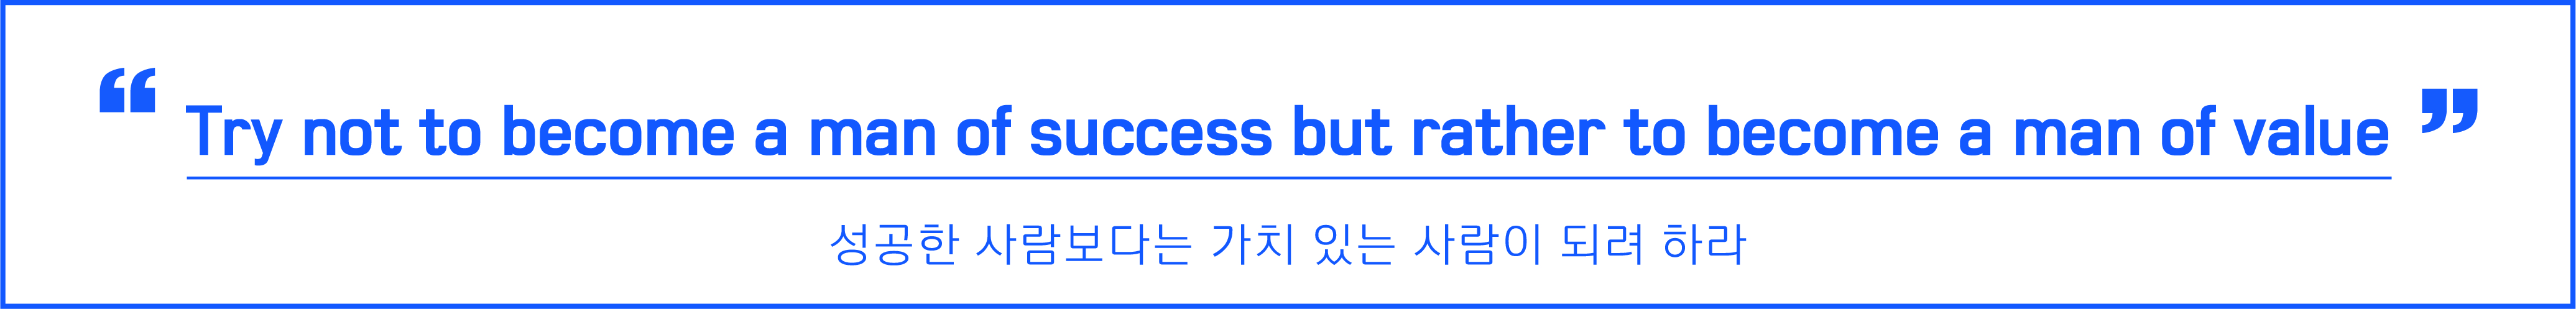 “ Try not to become a man of success but rather to become a man of value ”
성공한 사람보다는 가치 있는 사람이 되려 하라